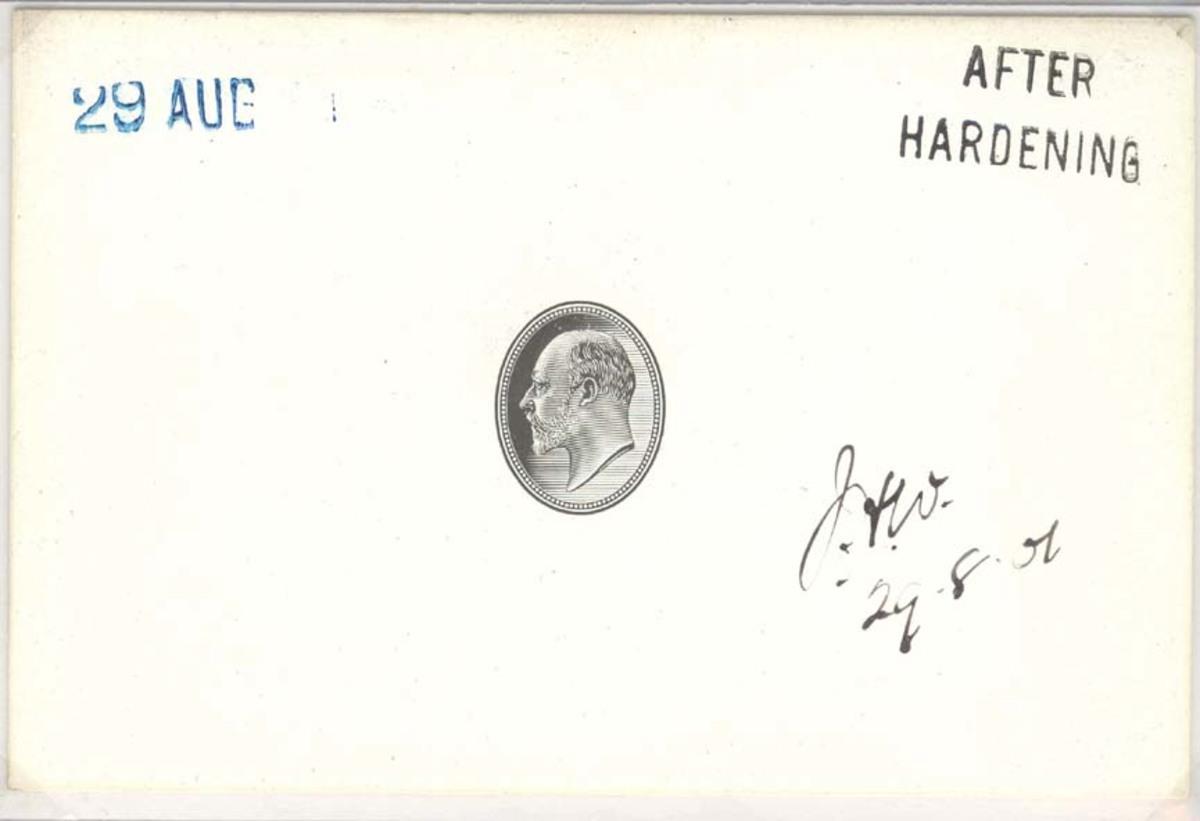 29 AUG
AFTER
HARDENING
J.H.W.
29.8.01